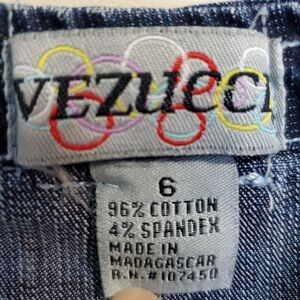 VEZUCCI
6
96% COTTON
4% SPANDEX
MADE IN
MADAGASCAR
R.N.#107450